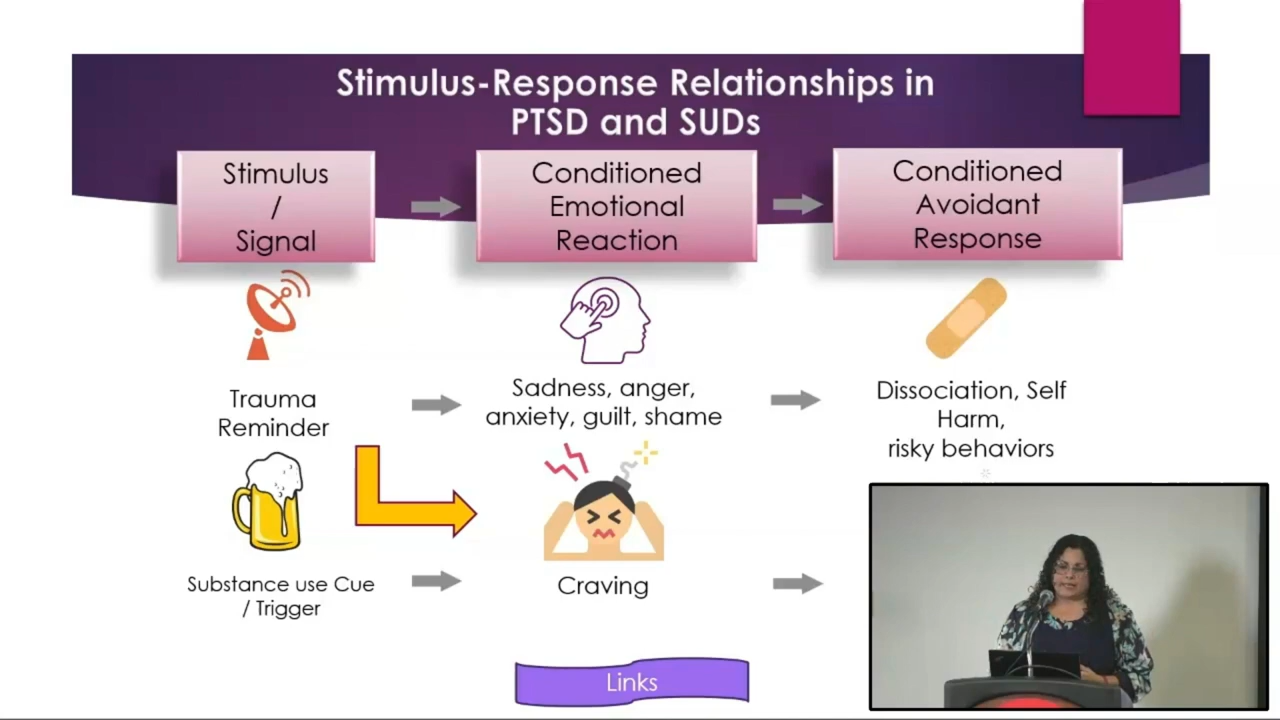 Stimulus-Response Relationships in
PTSD and SUDs
Stimulus
/
Signal
Conditioned
Emotional
Reaction
Conditioned
Avoidant
Response
Trauma
Reminder
Sadness, anger,
anxiety, guilt, shame
Dissociation, Self
Harm,
risky behaviors
Substance use Cue
/ Trigger
Craving
Links